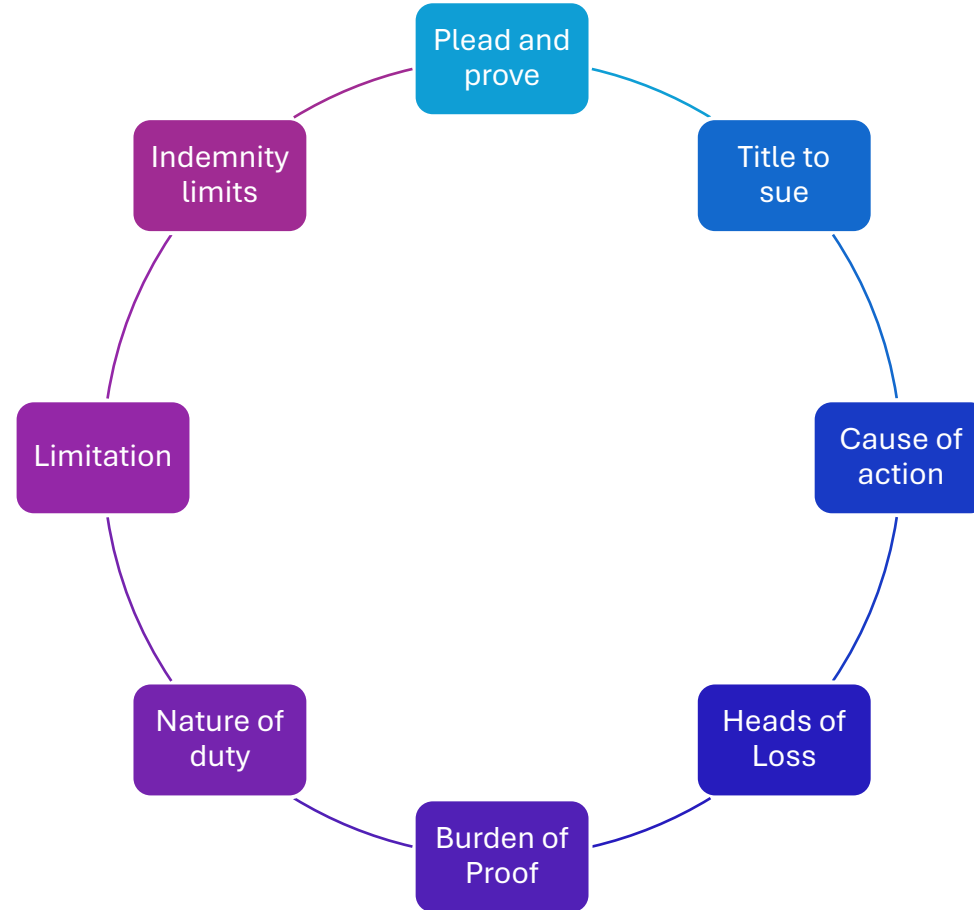 Plead and
prove
Title to
sue
Cause of
action
Heads of
Loss
Burden of
Proof
Nature of
duty
Limitation
Indemnity
limits